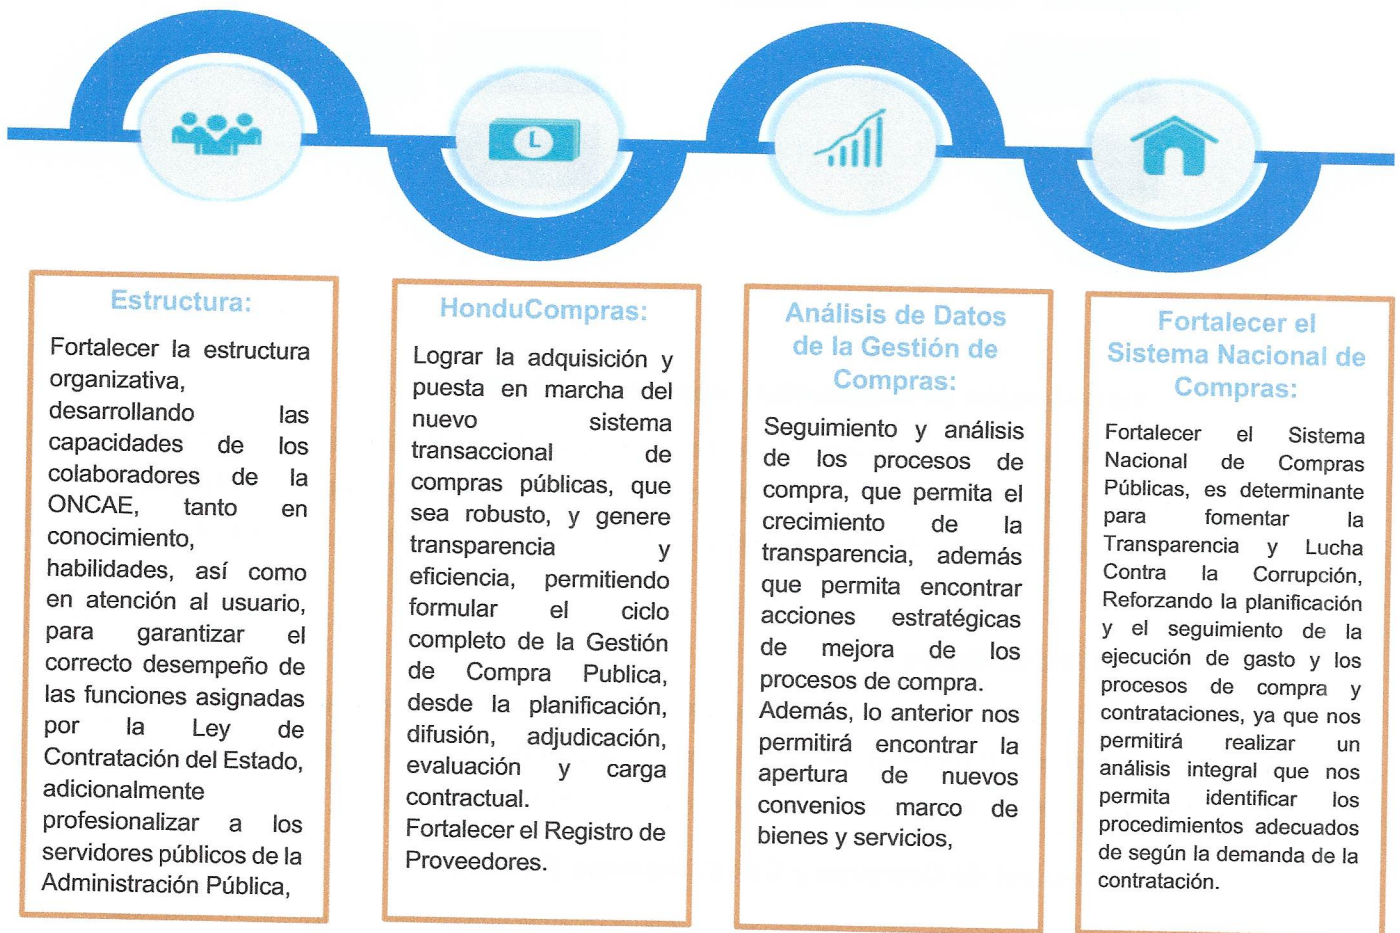 L
Estructura:
Fortalecer la estructura
organizativa,
desarrollando las
capacidades de los
colaboradores de la
ONCAE, tanto en
conocimiento,
habilidades, así como
en atención al usuario,
para garantizar el
correcto desempeño de
las funciones asignadas
por la Ley de
Contratación del Estado,
adicionalmente
profesionalizar a los
servidores públicos de la
Administración Pública,
HonduCompras:
Lograr la adquisición y
puesta en marcha del
nuevo sistema
transaccional de
compras públicas, que
sea robusto, y genere
transparencia y
eficiencia, permitiendo
formular el ciclo
completo de la Gestión
de Compra Publica,
desde la planificación,
difusión, adjudicación,
evaluación y carga
contractual.
Fortalecer el Registro de
Proveedores.
Análisis de Datos
de la Gestión de
Compras:
Seguimiento y análisis
de los procesos de
compra, que permita el
crecimiento de la
transparencia, además
que permita encontrar
acciones estratégicas
de mejora de los
procesos de compra.
Además, lo anterior nos
permitirá encontrar la
apertura de nuevos
convenios marco de
bienes y servicios,
Fortalecer el
Sistema Nacional de
Compras:
Fortalecer el Sistema
Nacional de Compras
Públicas, es determinante
para fomentar la
Transparencia y Lucha
Contra la Corrupción,
Reforzando la planificación
y el seguimiento de la
ejecución de gasto y los
procesos de compra y
contrataciones, ya que nos
permitirá realizar un
análisis integral que nos
permita identificar los
procedimientos adecuados
de según la demanda de la
contratación.